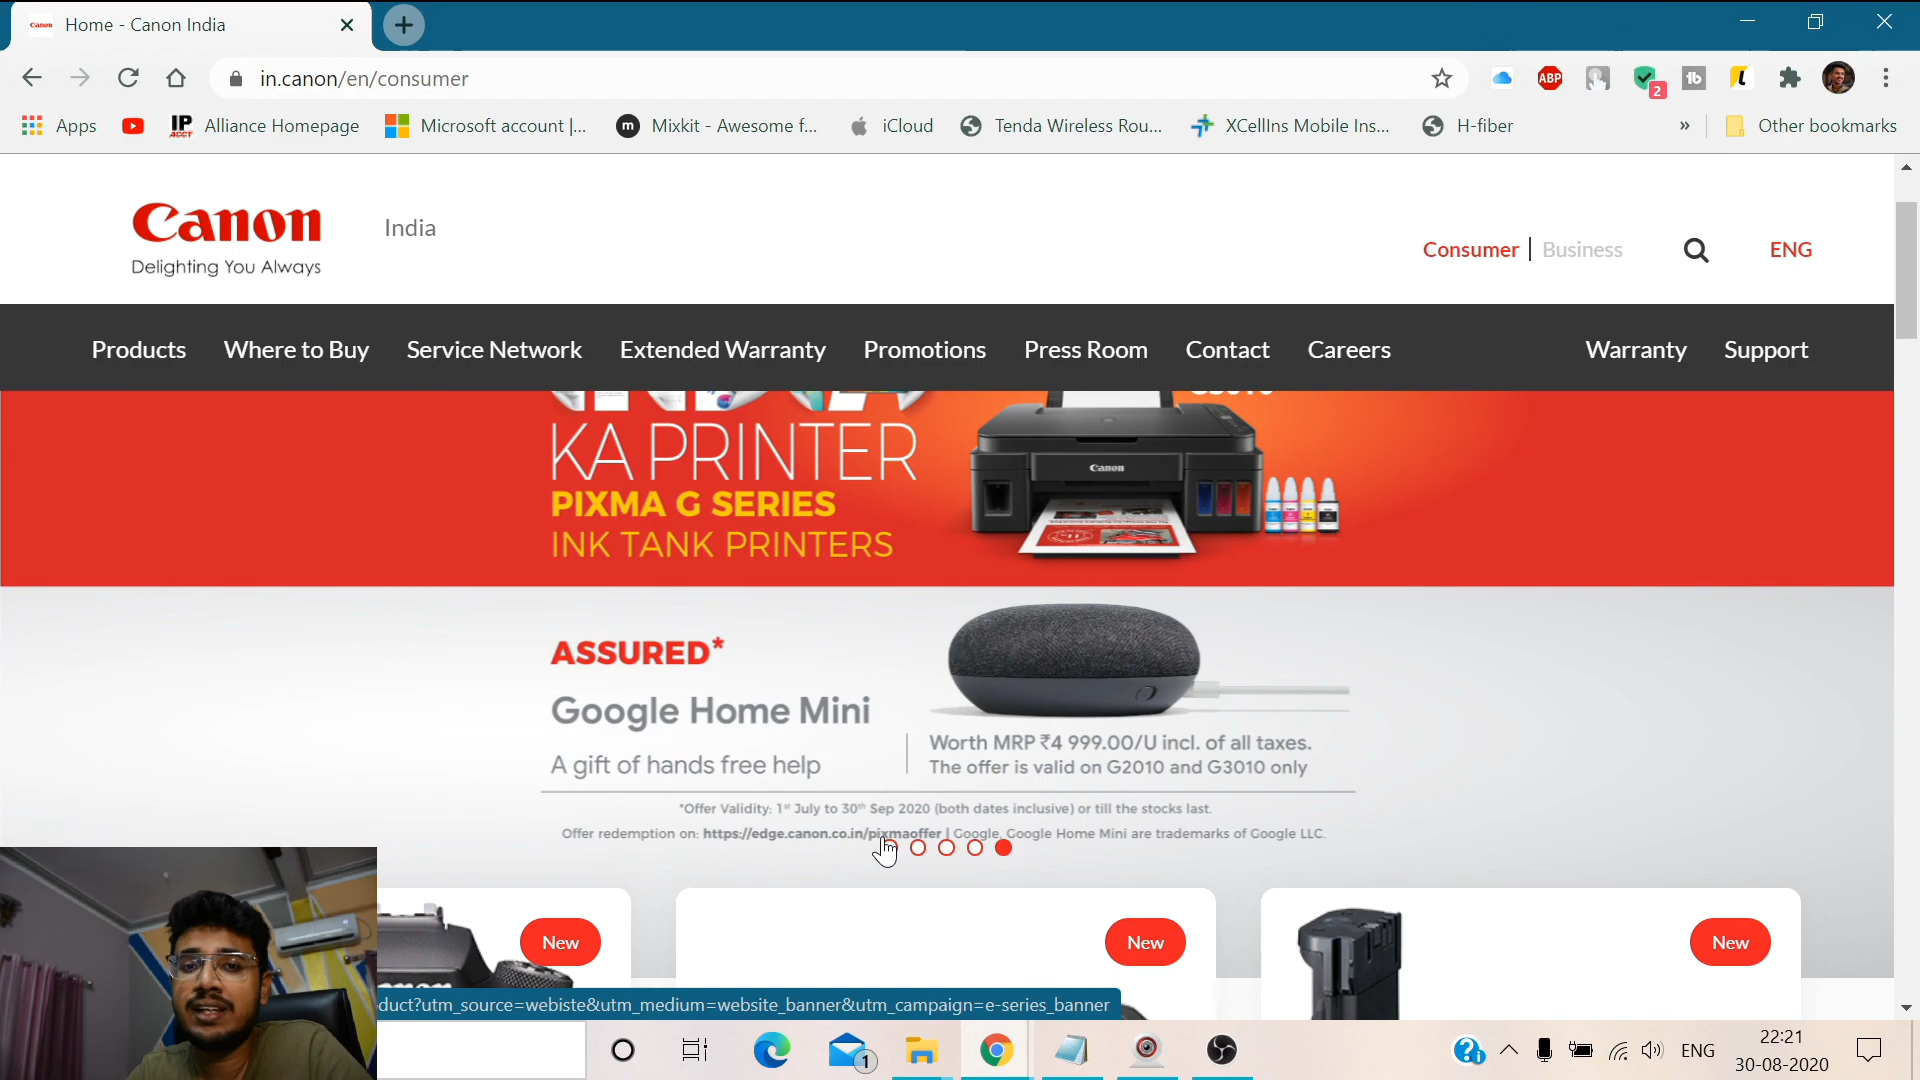 Canon
Home - Canon India
in.canon/en/consumer
ABP
2
Apps
IP
ACCT
Alliance Homepage
Microsoft account |...
m
Mixkit - Awesome f...
iCloud
Tenda Wireless Rou...
XCellIns Mobile Ins...
H-fiber
»
Other bookmarks
Canon
Delighting You Always
India
Consumer | Business
ENG
Products
Where to Buy
Service Network
Extended Warranty
Promotions
Press Room
Contact
Careers
Warranty
Support
KA PRINTER
PIXMA G SERIES
INK TANK PRINTERS
Canon
ASSURED*
Google Home Mini
A gift of hands free help
Worth MRP ₹4 999.00/U incl. of all taxes.
The offer is valid on G2010 and G3010 only
*Offer Validity: 1st July to 30th Sep 2020 (both dates inclusive) or till the stocks last.
Offer redemption on: https://edge.canon.co.in/pixmaoffer | Google, Google Home Mini are trademarks of Google LLC.
New
New
New
duct?utm_source=webiste&utm_medium=website_banner&utm_campaign=e-series_banner
1
ENG
22:21
30-08-2020